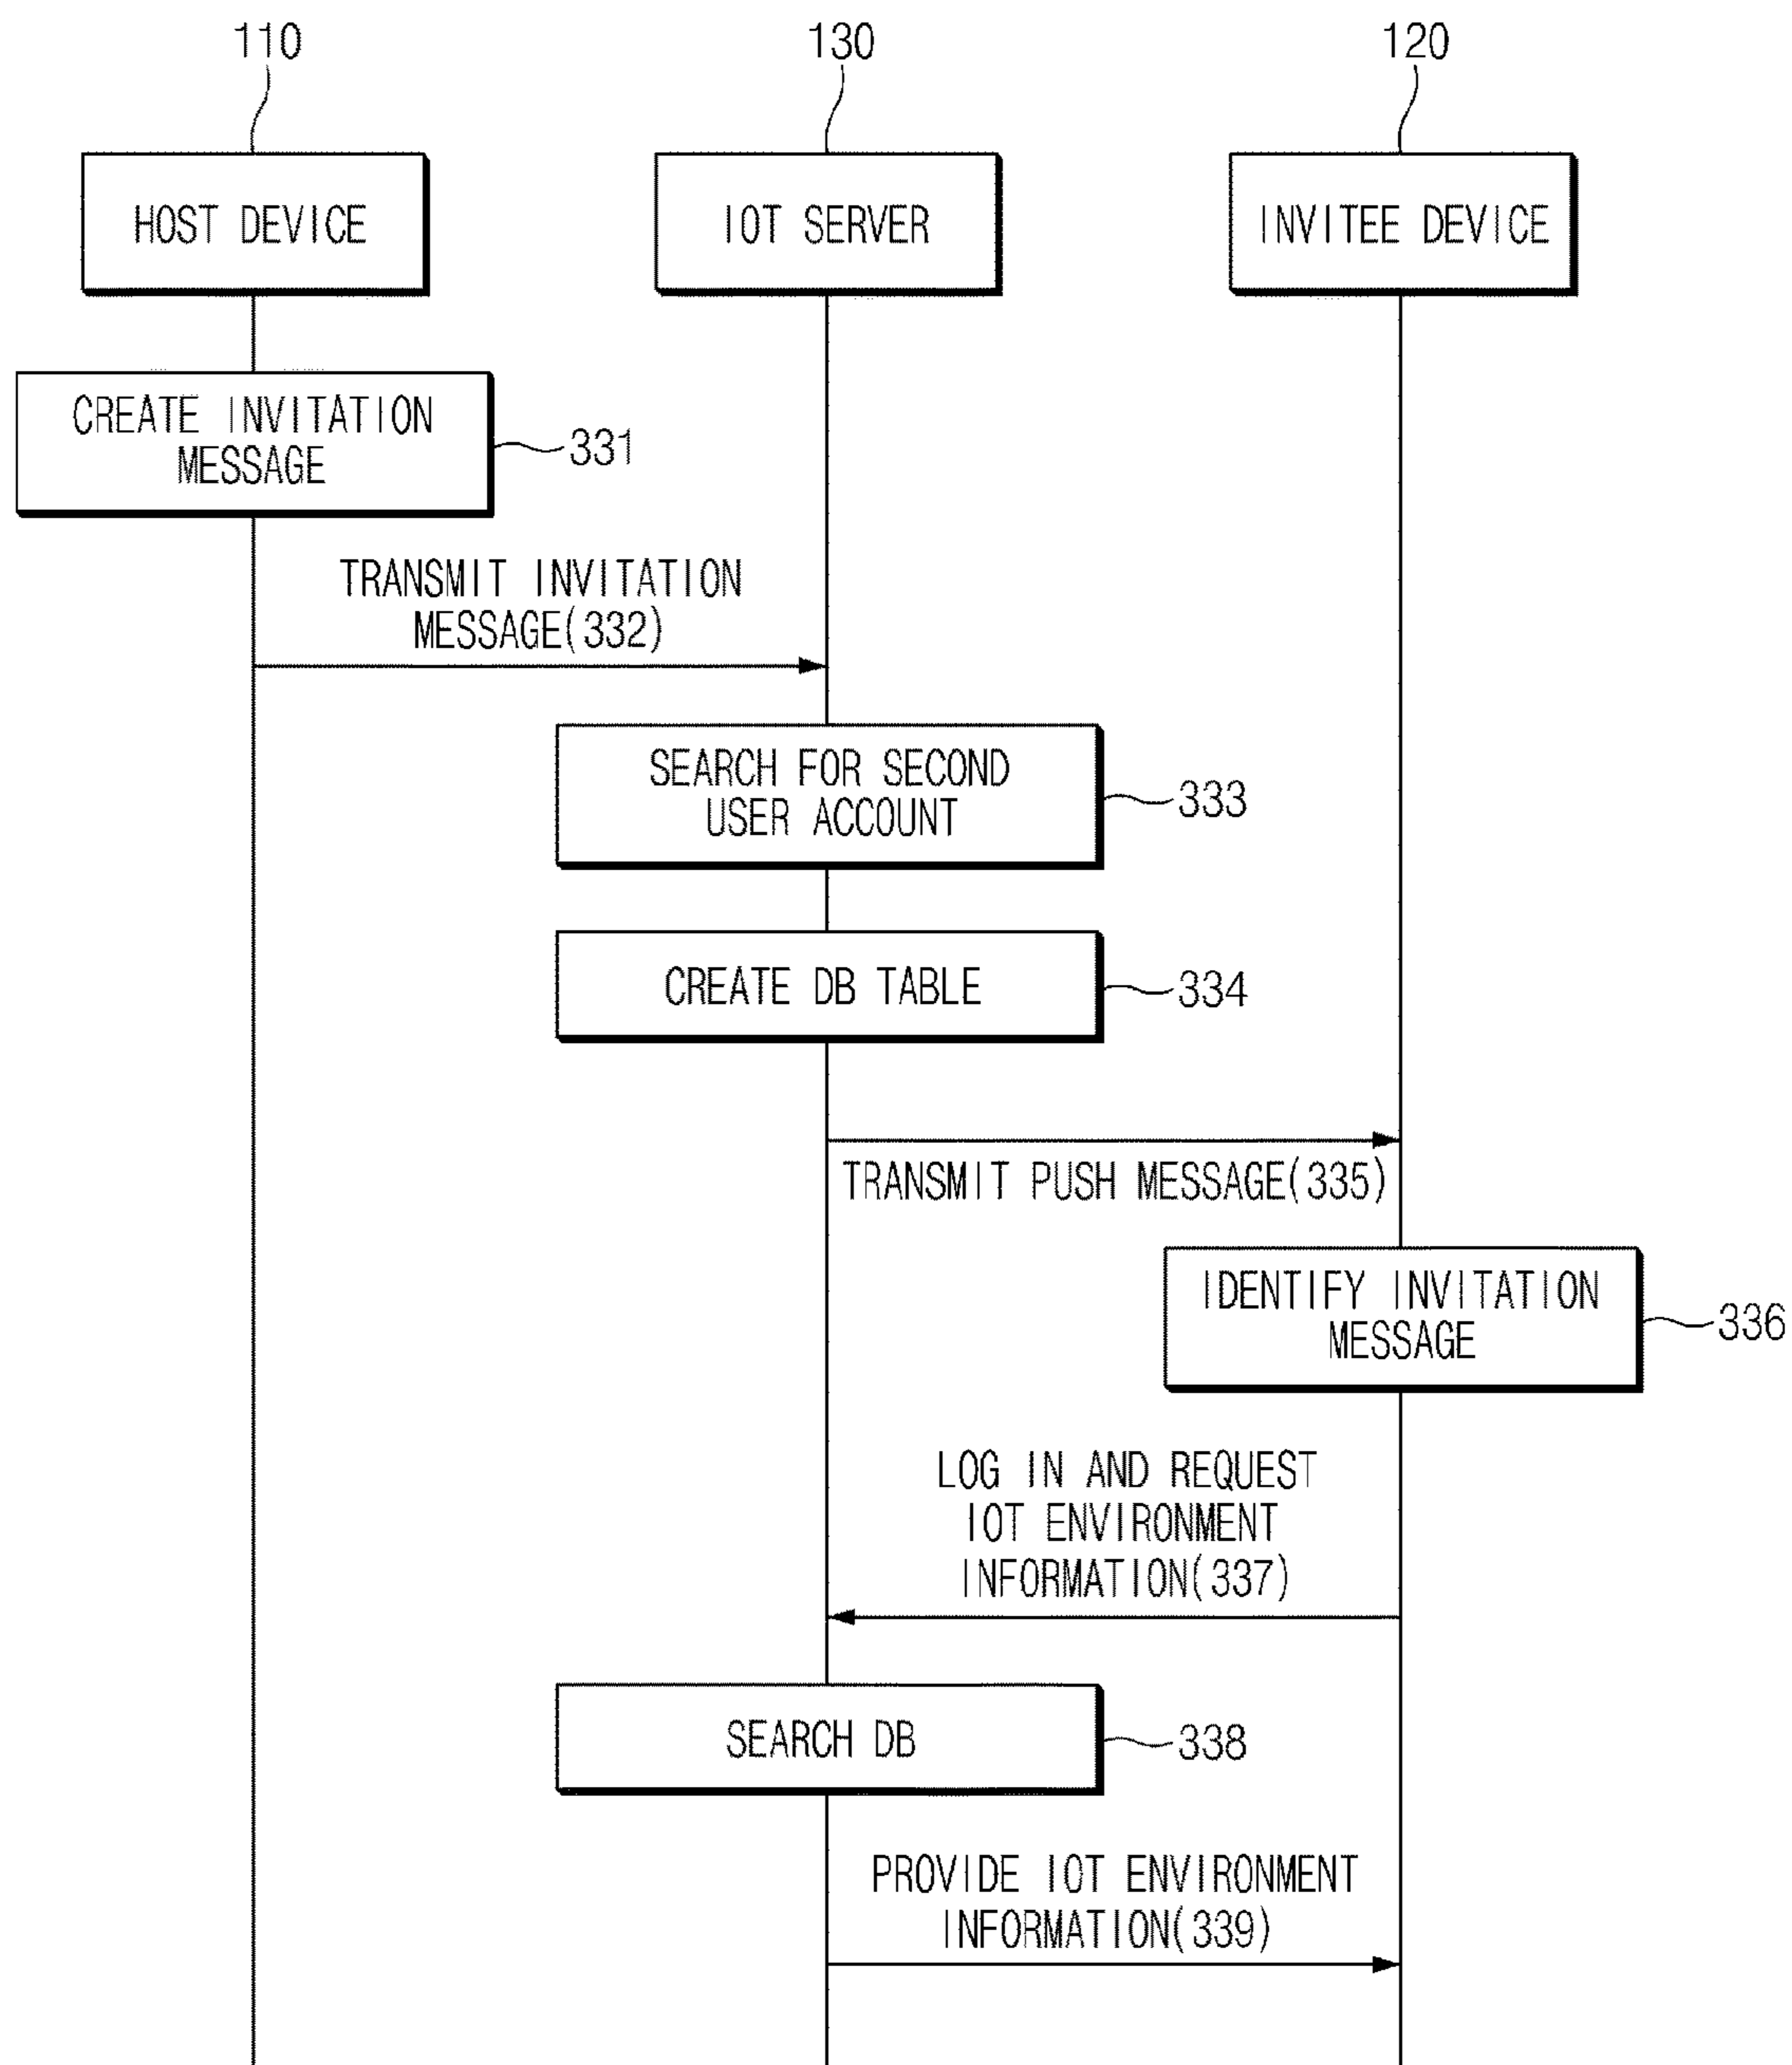 110
130
120
HOST DEVICE
IOT SERVER
INVITEE DEVICE
CREATE INVITATION
MESSAGE
331
TRANSMIT INVITATION
MESSAGE(332)
SEARCH FOR SECOND
USER ACCOUNT
333
CREATE DB TABLE
334
TRANSMIT PUSH MESSAGE(335)
IDENTIFY INVITATION
MESSAGE
336
LOG IN AND REQUEST
IOT ENVIRONMENT
INFORMATION(337)
SEARCH DB
338
PROVIDE IOT ENVIRONMENT
INFORMATION(339)